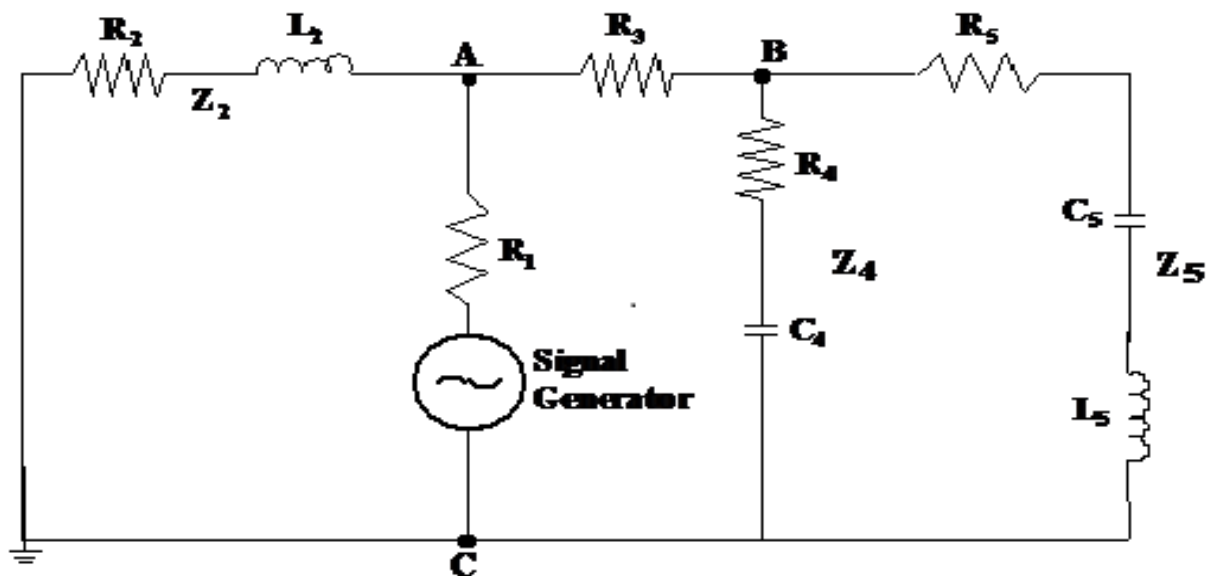 R₂
L₂
Z₂
A
R₃
B
R₅
R₄
C₅
R₁
Z₄
Z₅
C₄
Signal
Generator
L₅
C